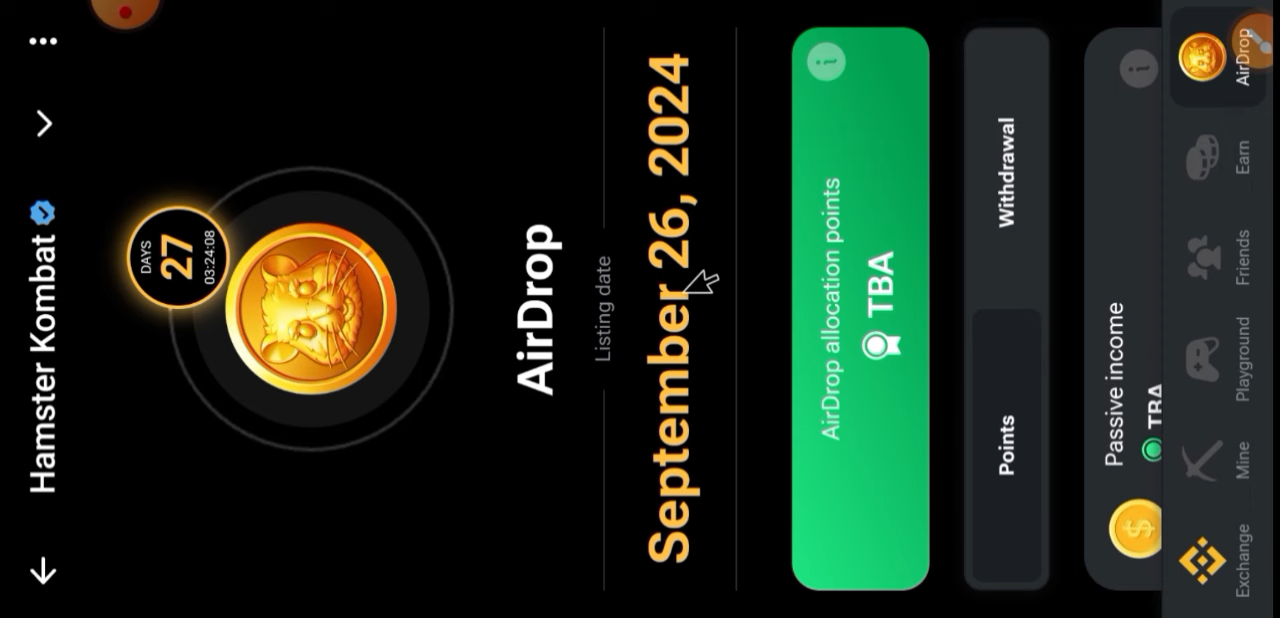 Hamster Kombat
DAYS
27
03:24:08
AirDrop
Listing date
September 26, 2024
AirDrop allocation points
TBA
Points
Withdrawal
Passive income
TBA
Exchange
Mine
Playground
Friends
Earn
AirDrop